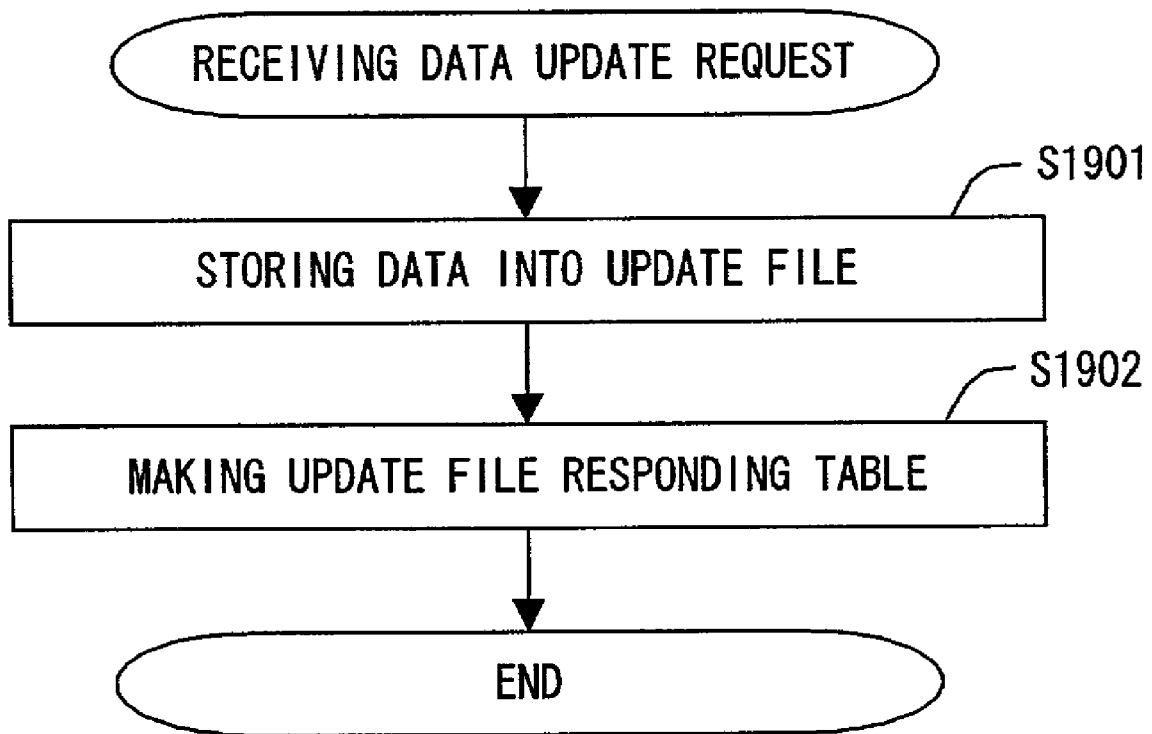 RECEIVING DATA UPDATE REQUEST
S1901
STORING DATA INTO UPDATE FILE
S1902
MAKING UPDATE FILE RESPONDING TABLE
END